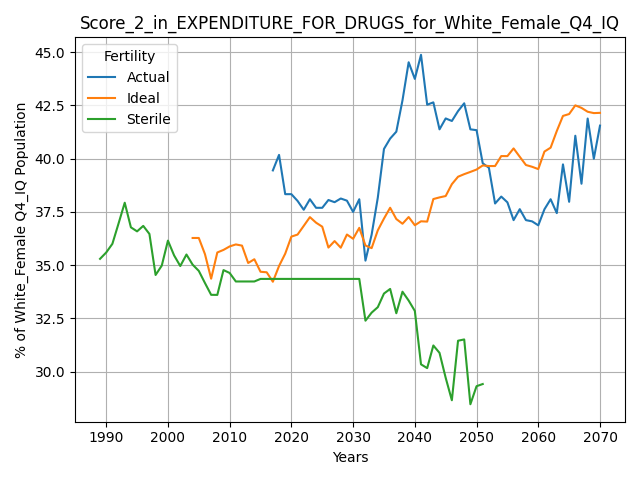 Score_2_in_EXPENDITURE_FOR_DRUGS_for_White_Female_Q4_IQ
Fertility
Actual
Ideal
Sterile
% of White_Female Q4_IQ Population
45.0
42.5
40.0
37.5
35.0
32.5
30.0
1990 2000 2010 2020 2030 2040 2050 2060 2070
Years